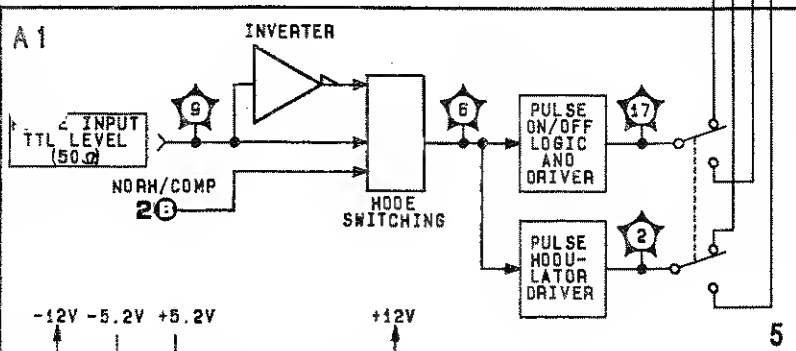 A1
INVERTER
9
INPUT
TTL LEVEL
(50Ω)
NORM/COMP
2 B
MODE
SWITCHING
6
PULSE
ON/OFF
LOGIC
AND
DRIVER
17
PULSE
MODU-
LATOR
DRIVER
2
-12V -5.2V +5.2V
+12V
5